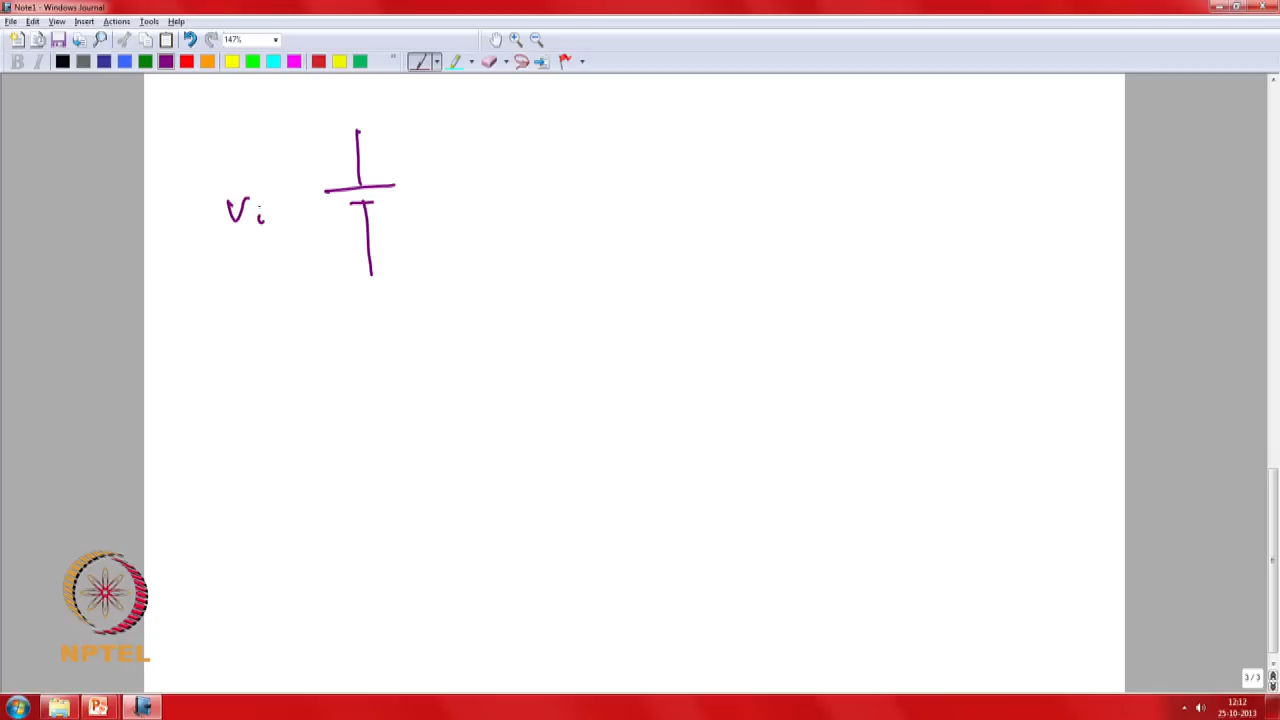 Note1 - Windows Journal
File Edit View Insert Actions Tools Help
147%
B I
Vi
NPTEL
3 / 3
12:12
25-10-2013